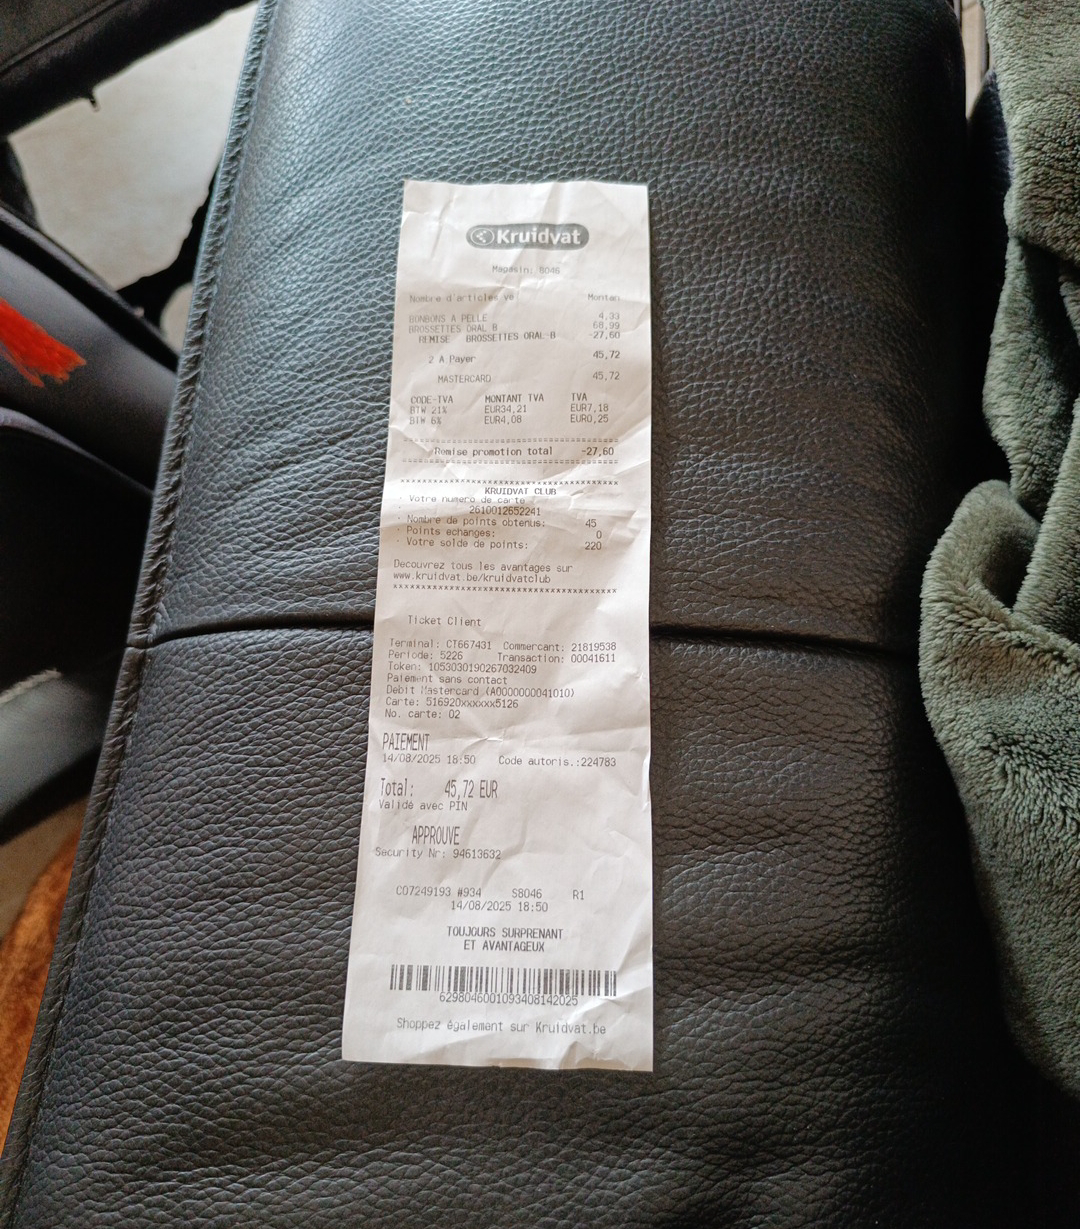 Kruidvat
Magasin: 8046
Nombre d'articles ve Montan
BONBONS A PELLE 4,33
BROSSETTES ORAL B 68,99
REMISE BROSSETTES ORAL-B -27,60
2 A Payer 45,72
MASTERCARD 45,72
CODE-TVA MONTANT TVA TVA
BTW 21% EUR34,21 EUR7,18
BTW 6% EUR4,08 EUR0,25
================================
Remise promotion total -27,60
================================
xxxxxxxxxxxxxxxxxxxxxxxxxxxxxxxxxxxxxx
KRUIDVAT CLUB
· Votre numero de carte :
2610012652241
· Nombre de points obtenus: 45
· Points echanges: 0
· Votre solde de points: 220
Decouvrez tous les avantages sur
www.kruidvat.be/kruidvatclub
xxxxxxxxxxxxxxxxxxxxxxxxxxxxxxxxxxxxxx
Ticket Client
Terminal: CT667431 Commercant: 21819538
Periode: 5226 Transaction: 00041611
Token: 1053030190267032409
Paiement sans contact
Debit Mastercard (A0000000041010)
Carte: 516920xxxxxx5126
No. carte: 02
PAIEMENT
14/08/2025 18:50 Code autoris.:224783
Total: 45,72 EUR
Validé avec PIN
APPROUVE
Security Nr: 94613632
C07249193 #934 S8046 R1
14/08/2025 18:50
TOUJOURS SURPRENANT
ET AVANTAGEUX
6298046001093408142025
Shoppez également sur Kruidvat.be